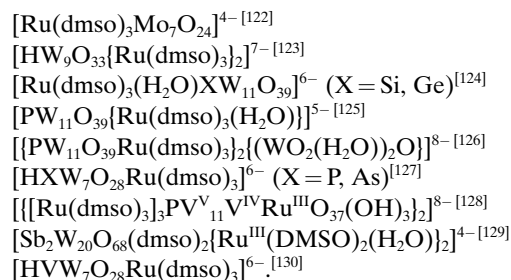 [Ru(dmso)₃Mo₇O₂₄]⁴⁻[122]
[HW₉O₃₃{Ru(dmso)₃}₂]⁷⁻[123]
[Ru(dmso)₃(H₂O)XW₁₁O₃₉]⁶⁻ (X = Si, Ge)[124]
[PW₁₁O₃₉{Ru(dmso)₃(H₂O)}]⁵⁻[125]
[{PW₁₁O₃₉Ru(dmso)₃}₂{(WO₂(H₂O))₂O}]⁸⁻[126]
[HXW₇O₂₈Ru(dmso)₃]⁶⁻ (X = P, As)[127]
[{[Ru(dmso)₃]₃PVⱽ₁₁VᴵⱽRuᴵᴵᴵO₃₇(OH)₃}₂]⁸⁻[128]
[Sb₂W₂₀O₆₈(dmso)₂{Ruᴵᴵᴵ(DMSO)₂(H₂O)}₂]⁴⁻[129]
[HVW₇O₂₈Ru(dmso)₃]⁶⁻.[130]